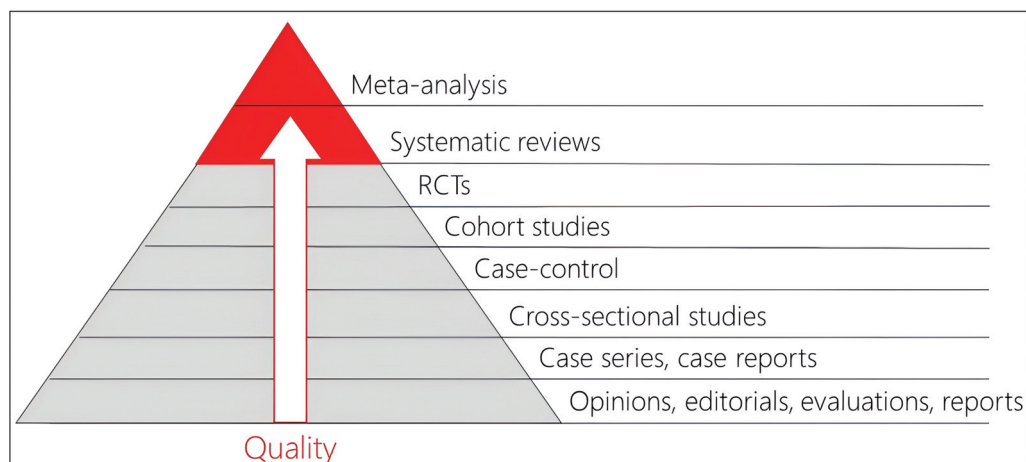 Meta-analysis
Systematic reviews
RCTs
Cohort studies
Case-control
Cross-sectional studies
Case series, case reports
Opinions, editorials, evaluations, reports
Quality